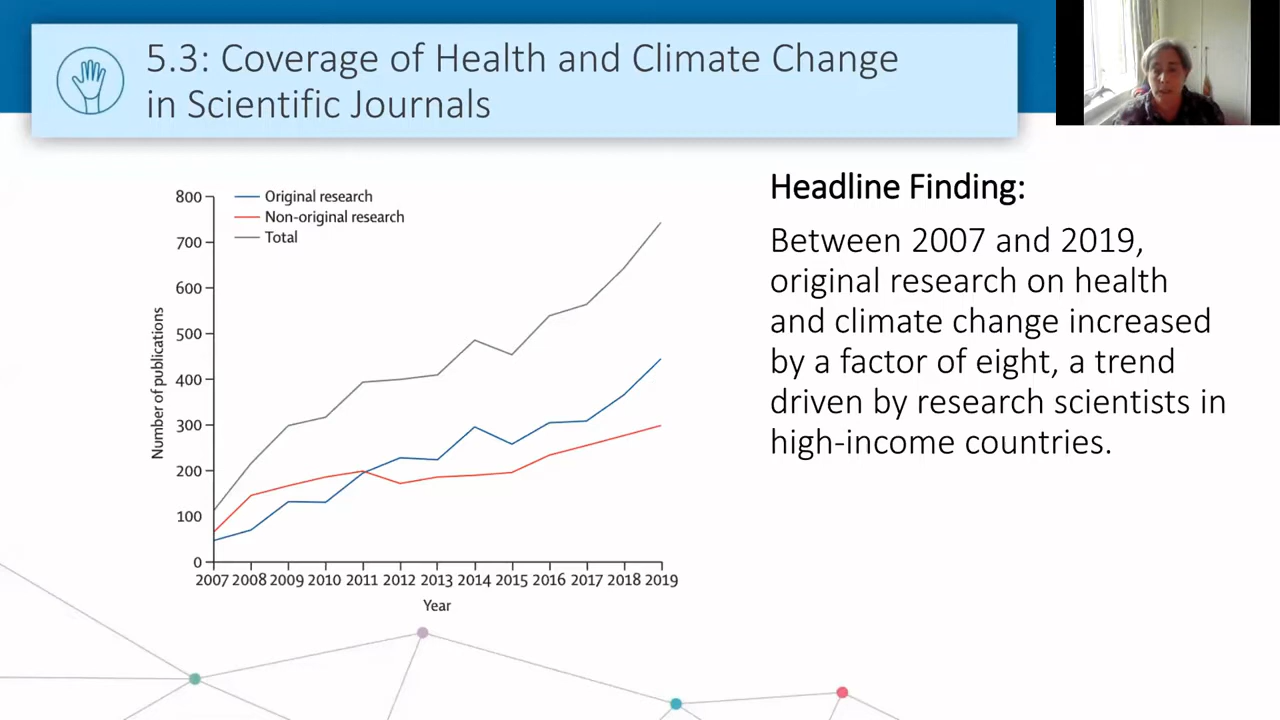 5.3: Coverage of Health and Climate Change
in Scientific Journals
800
700
600
500
400
300
200
100
0
Number of publications
Original research
Non-original research
Total
2007 2008 2009 2010 2011 2012 2013 2014 2015 2016 2017 2018 2019
Year
Headline Finding:
Between 2007 and 2019,
original research on health
and climate change increased
by a factor of eight, a trend
driven by research scientists in
high-income countries.